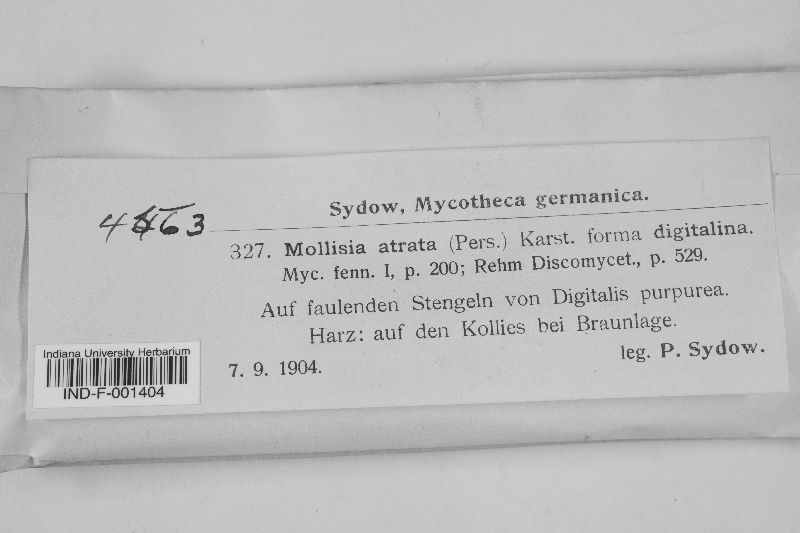 Sydow, Mycotheca germanica.
327. Mollisia atrata (Pers.) Karst. forma digitalina.
Myc. fenn. I, p. 200; Rehm Discomycet., p. 529.
Auf faulenden Stengeln von Digitalis purpurea.
Harz: auf den Kollies bei Braunlage.
7. 9. 1904. leg. P. Sydow.
Indiana University Herbarium
IND-F-001404